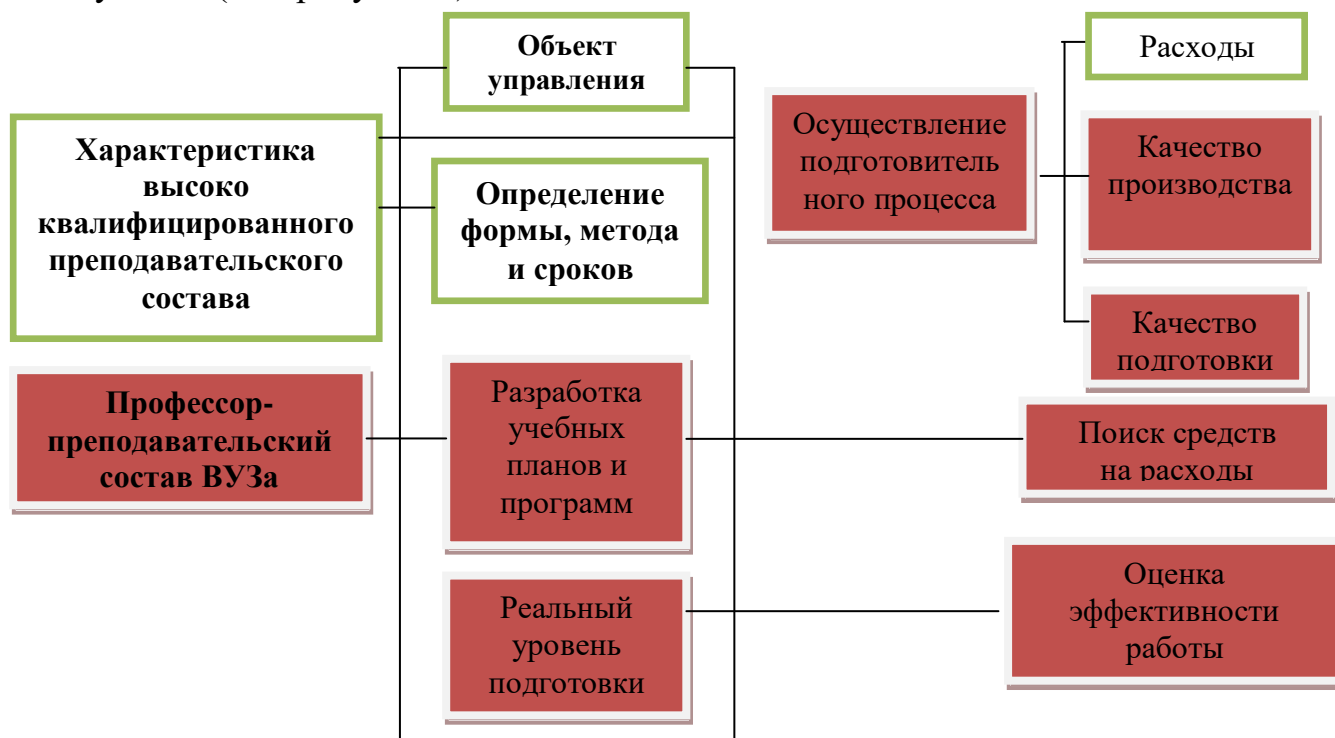 Объект
управления
Характеристика
высоко
квалифицированного
преподавательского
состава
Определение
формы, метода
и сроков
Осуществление
подготовитель
ного процесса
Расходы
Качество
производства
Качество
подготовки
Профессор-
преподавательский
состав ВУЗа
Разработка
учебных
планов и
программ
Поиск средств
на расходы
Реальный
уровень
подготовки
Оценка
эффективности
работы